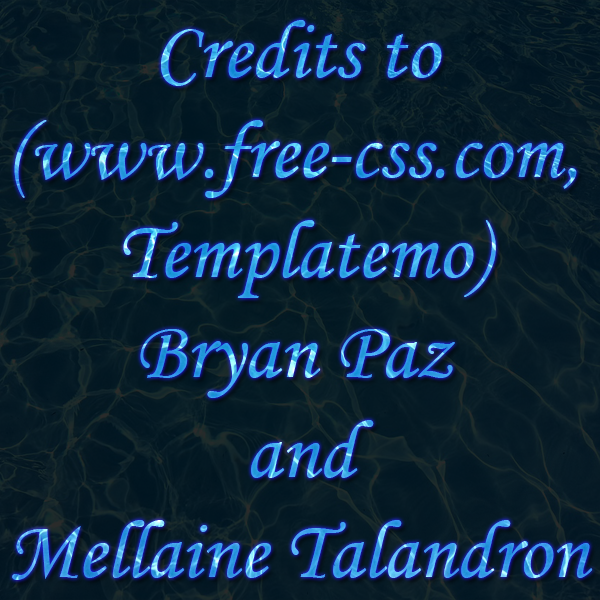 Credits to
(www.free-css.com,
Templatemo)
Bryan Paz
and
Mellaine Talandron